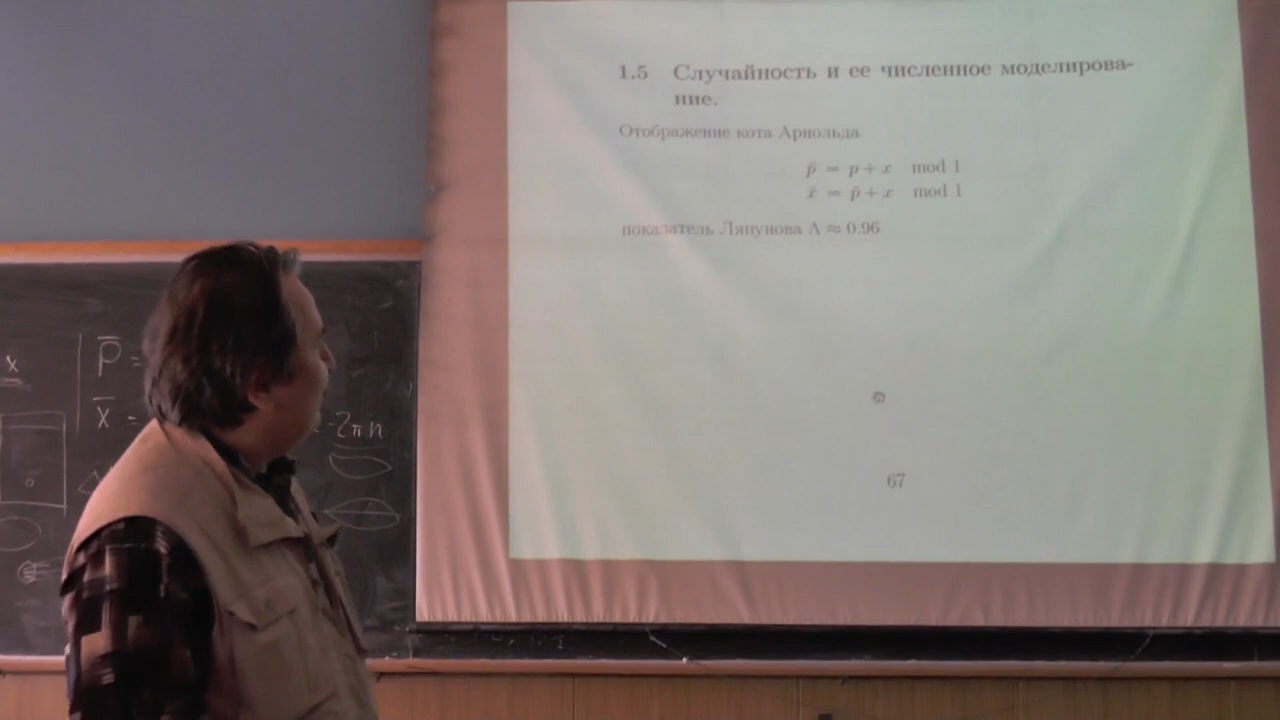 1.5 Случайность и ее численное моделирова-
ние.
Отображение кота Арнольда
p̄ = p + x mod 1
x̄ = p̄ + x mod 1
показатель Ляпунова Λ ≈ 0.96
67
x
p̄ =
x̄ =
-2πn